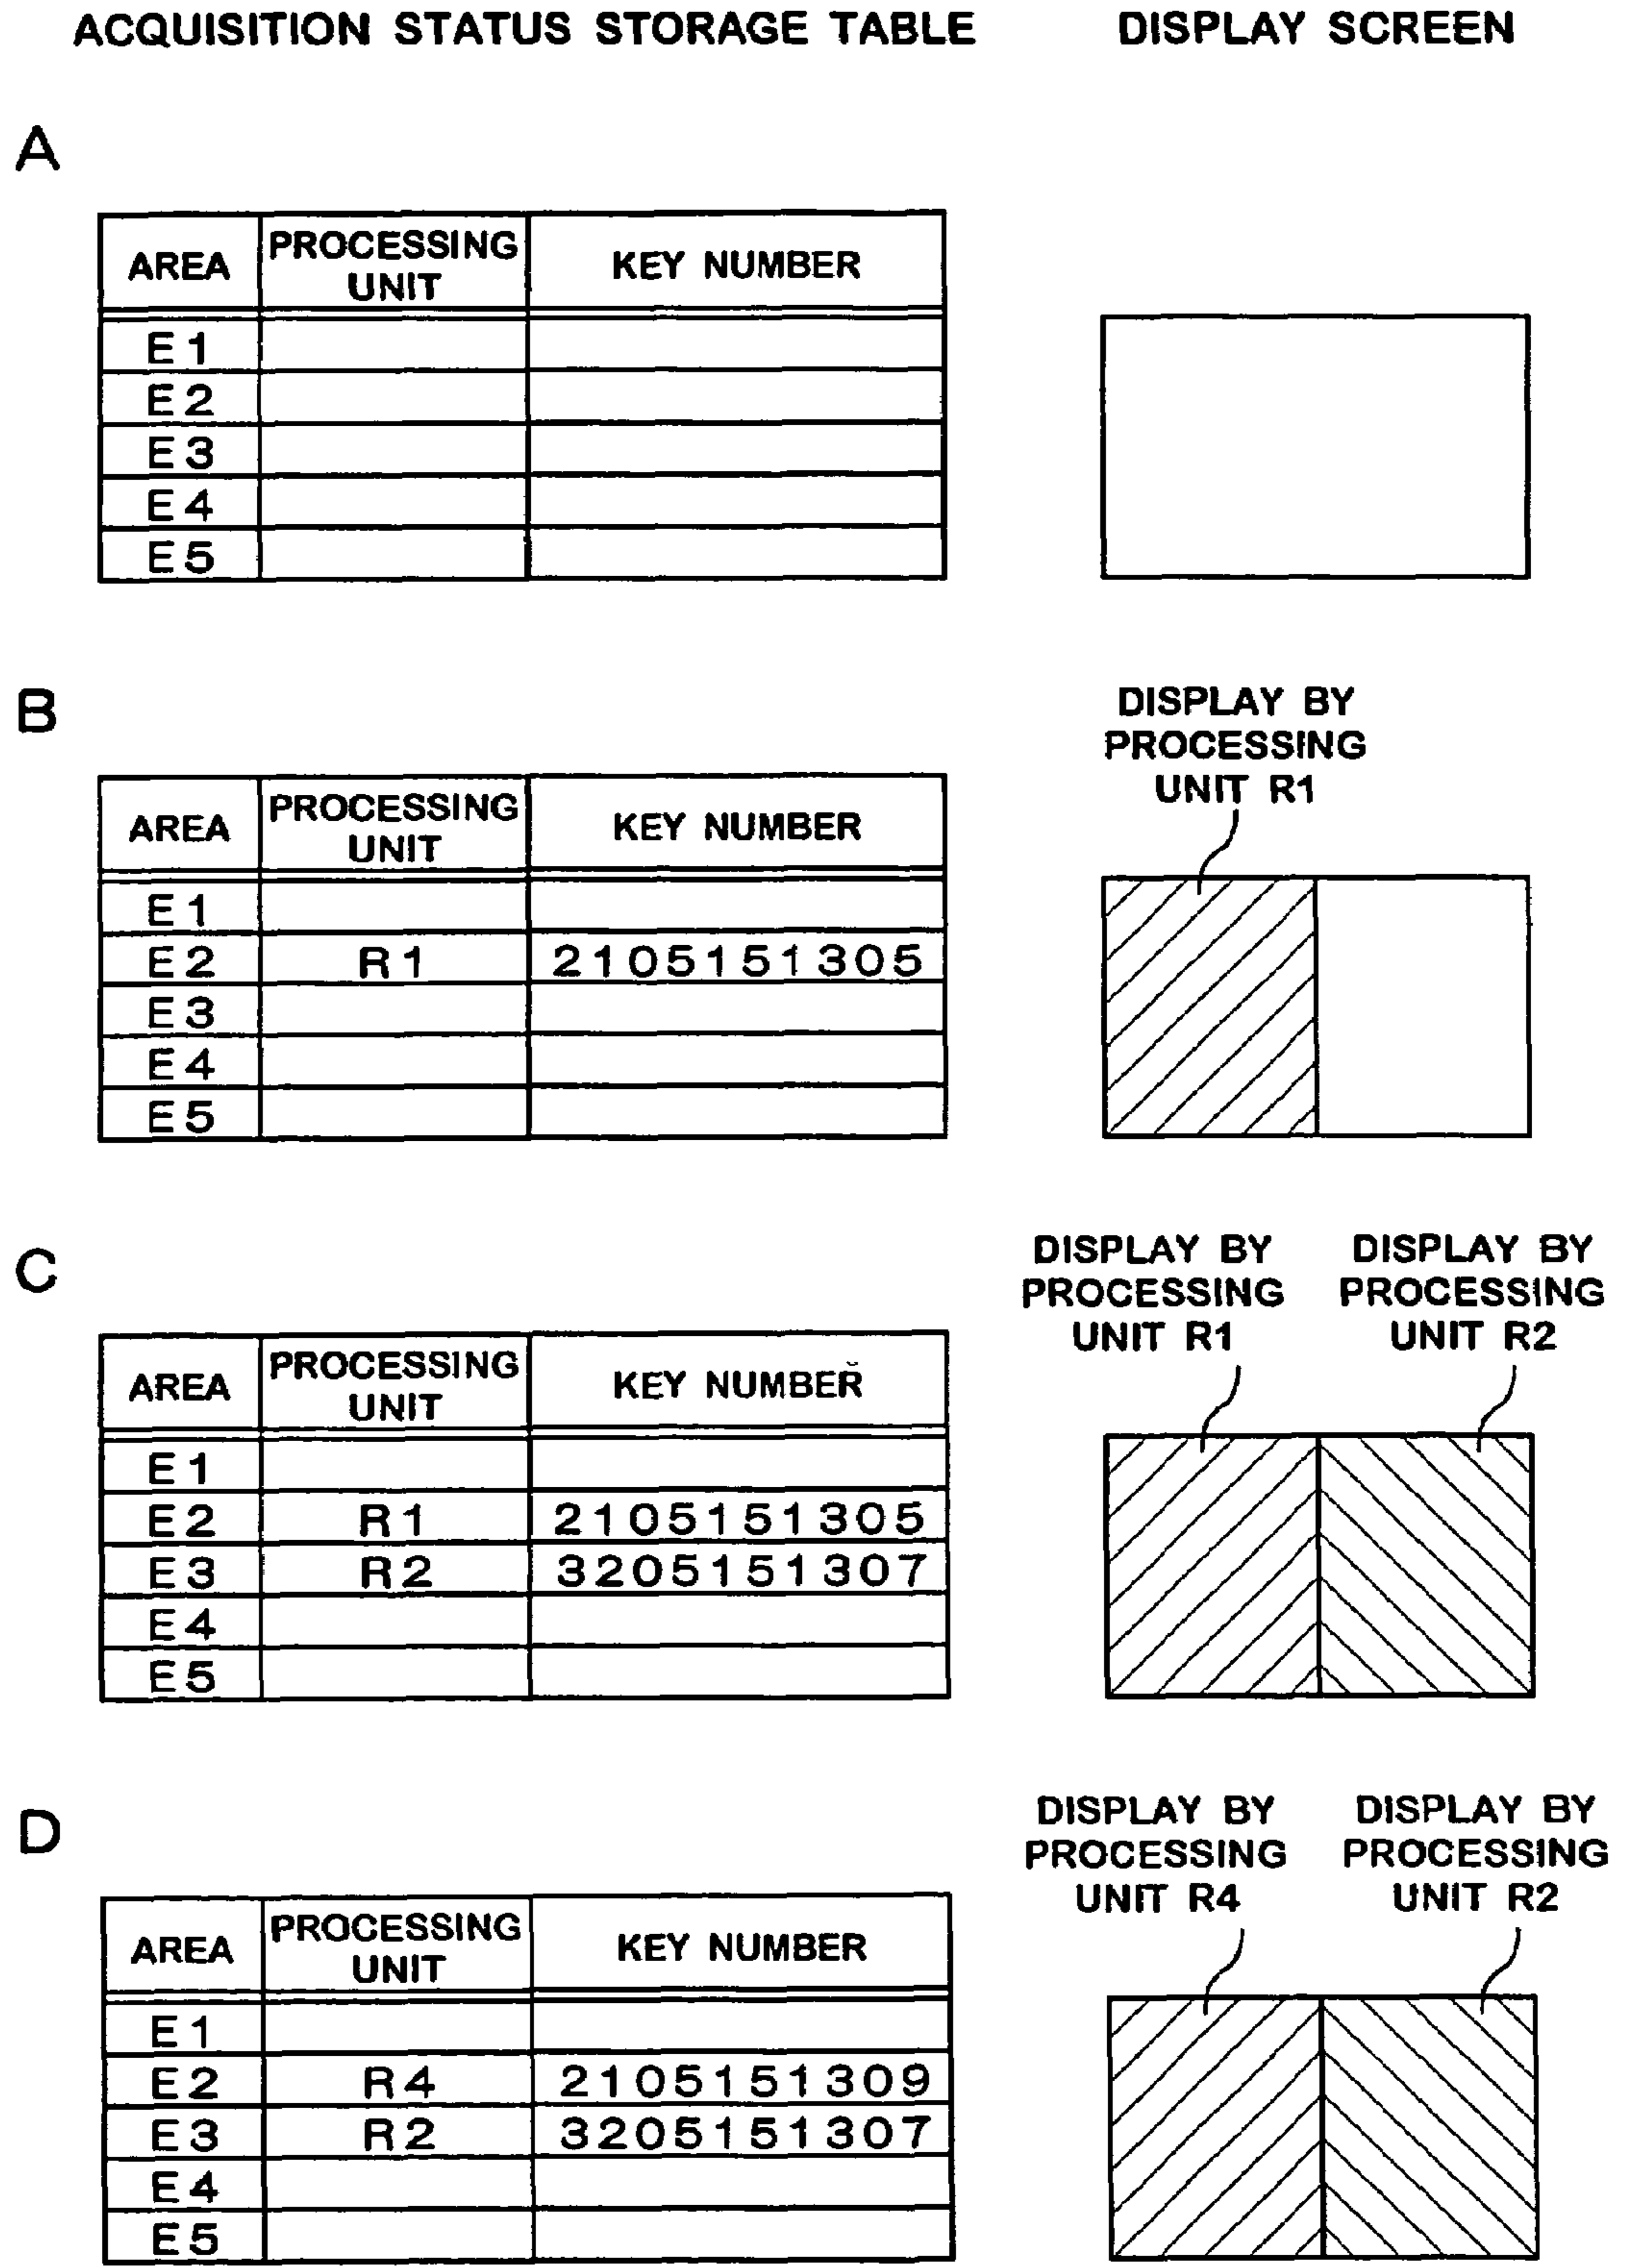 ACQUISITION STATUS STORAGE TABLE DISPLAY SCREEN
A
AREA PROCESSING UNIT KEY NUMBER
E1
E2
E3
E4
E5
B
DISPLAY BY
PROCESSING
UNIT R1
AREA PROCESSING UNIT KEY NUMBER
E1
E2 R1 2105151305
E3
E4
E5
C
DISPLAY BY
PROCESSING
UNIT R1
DISPLAY BY
PROCESSING
UNIT R2
AREA PROCESSING UNIT KEY NUMBER
E1
E2 R1 2105151305
E3 R2 3205151307
E4
E5
D
DISPLAY BY
PROCESSING
UNIT R4
DISPLAY BY
PROCESSING
UNIT R2
AREA PROCESSING UNIT KEY NUMBER
E1
E2 R4 2105151309
E3 R2 3205151307
E4
E5